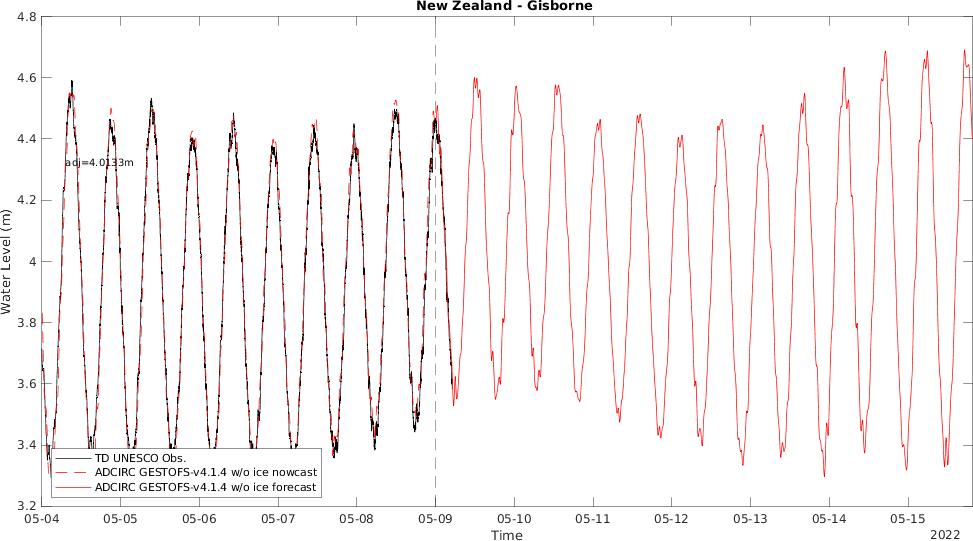 New Zealand - Gisborne
4.8
4.6
4.4
4.2
4
3.8
3.6
3.4
3.2
Water Level (m)
adj=4.0133m
TD UNESCO Obs.
ADCIRC GESTOFS-v4.1.4 w/o ice nowcast
ADCIRC GESTOFS-v4.1.4 w/o ice forecast
05-04 05-05 05-06 05-07 05-08 05-09 05-10 05-11 05-12 05-13 05-14 05-15
Time
2022